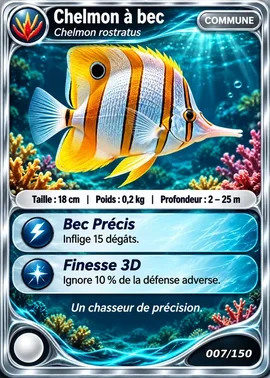 Chelmon à bec
Chelmon rostratus
COMMUNE
Taille : 18 cm | Poids : 0,2 kg | Profondeur : 2 – 25 m
Bec Précis
Inflige 15 dégâts.
Finesse 3D
Ignore 10 % de la défense adverse.
Un chasseur de précision.
007/150